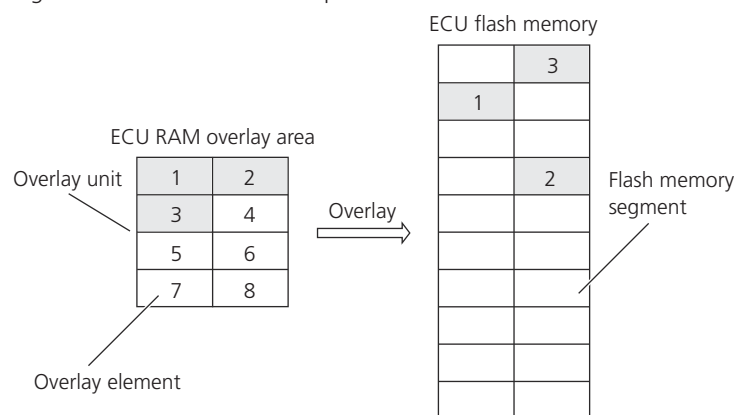 ECU flash memory
3
1
ECU RAM overlay area
Overlay unit
1 2
2
Flash memory
segment
3 4
Overlay
5 6
7 8
Overlay element